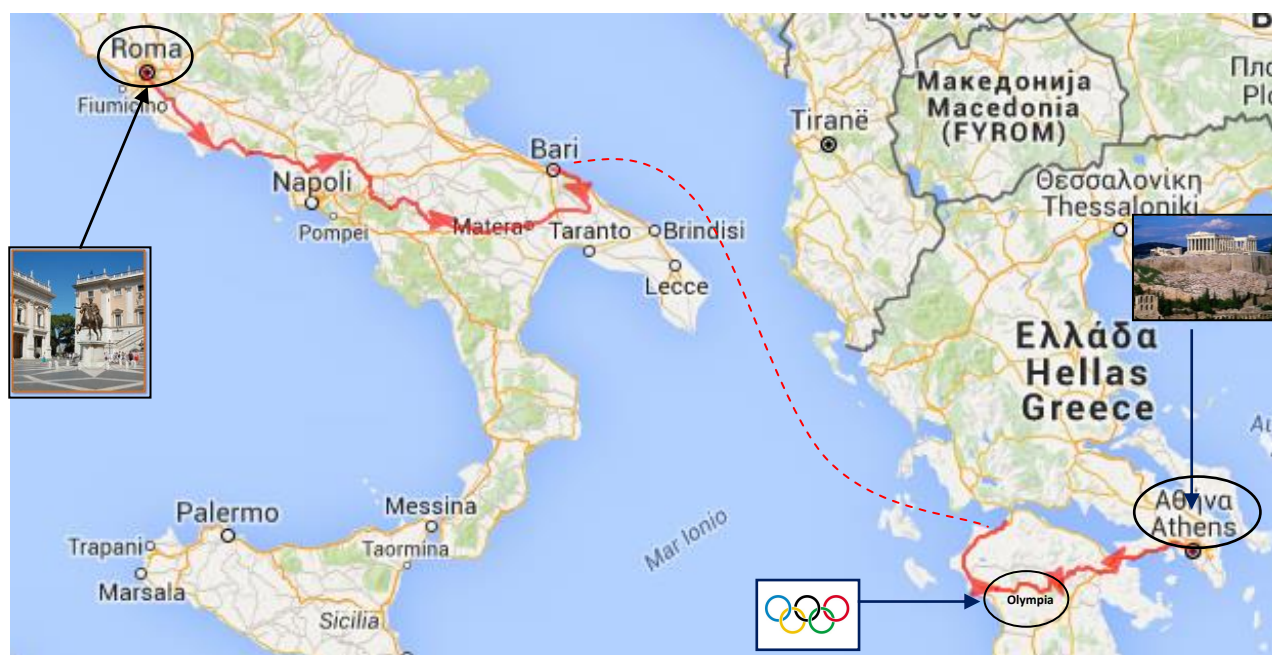 Roma
Fiumicino
Napoli
Pompei
Bari
Matera
Taranto
Brindisi
Lecce
Tiranë
Македонија
Macedonia
(FYROM)
Θεσσαλονίκη
Thessaloniki
Ελλάδα
Hellas
Greece
Αθήνα
Athens
Olympia
Mar Ionio
Palermo
Messina
Trapani
Taormina
Marsala
Sicilia